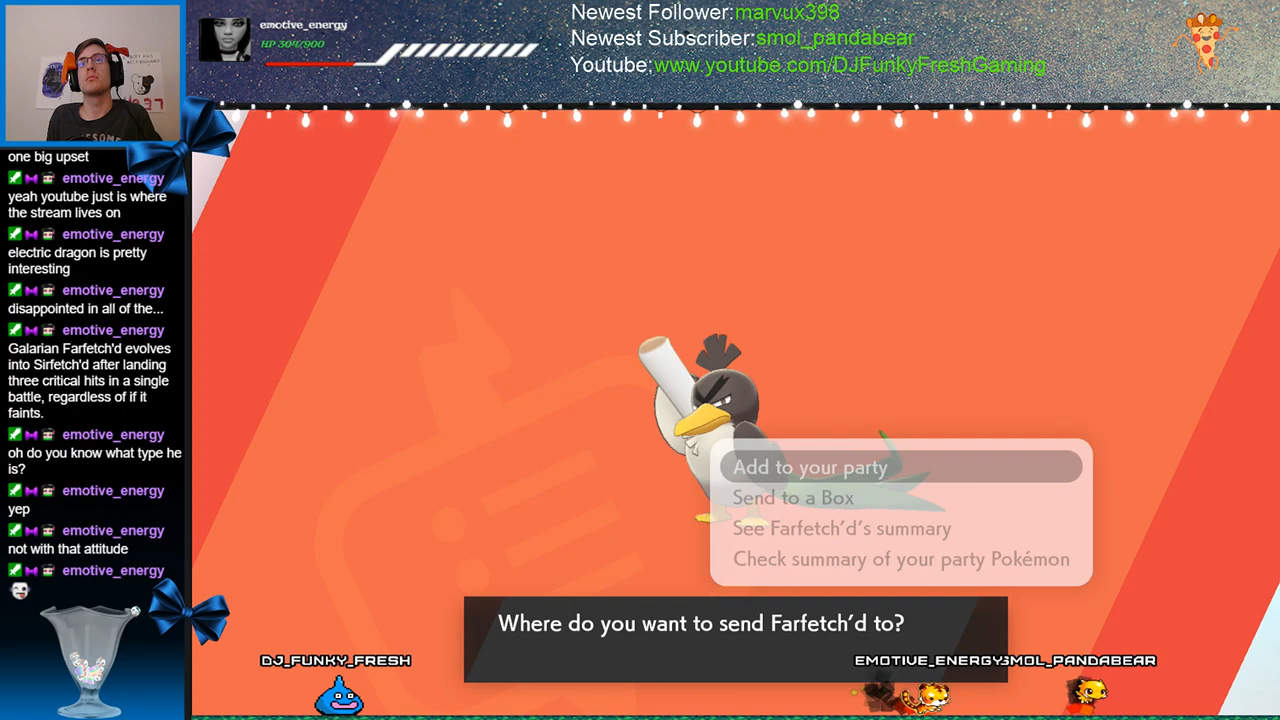 emotive_energy
HP 304/900
Newest Follower:marvux398
Newest Subscriber:smol_pandabear
Youtube;www.youtube.com/DJFunkyFreshGaming
AWESOME
one big upset
emotive_energy
yeah youtube just is where
the stream lives on
emotive_energy
electric dragon is pretty
interesting
emotive_energy
disappointed in all of the...
emotive_energy
Galarian Farfetch'd evolves
into Sirfetch'd after landing
three critical hits in a single
battle, regardless of if it
faints.
emotive_energy
oh do you know what type he
is?
emotive_energy
yep
emotive_energy
not with that attitude
emotive_energy
Add to your party
Send to a Box
See Farfetch'd's summary
Check summary of your party Pokémon
Where do you want to send Farfetch'd to?
DJ_FUNKY_FRESH
EMOTIVE_ENERGY
SMOL_PANDABEAR